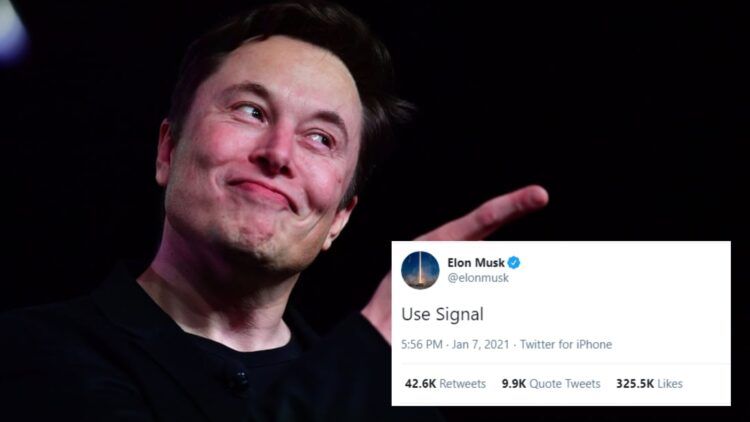 Elon Musk
@elonmusk
Use Signal
5:56 PM · Jan 7, 2021 · Twitter for iPhone
42.6K Retweets 9.9K Quote Tweets 325.5K Likes